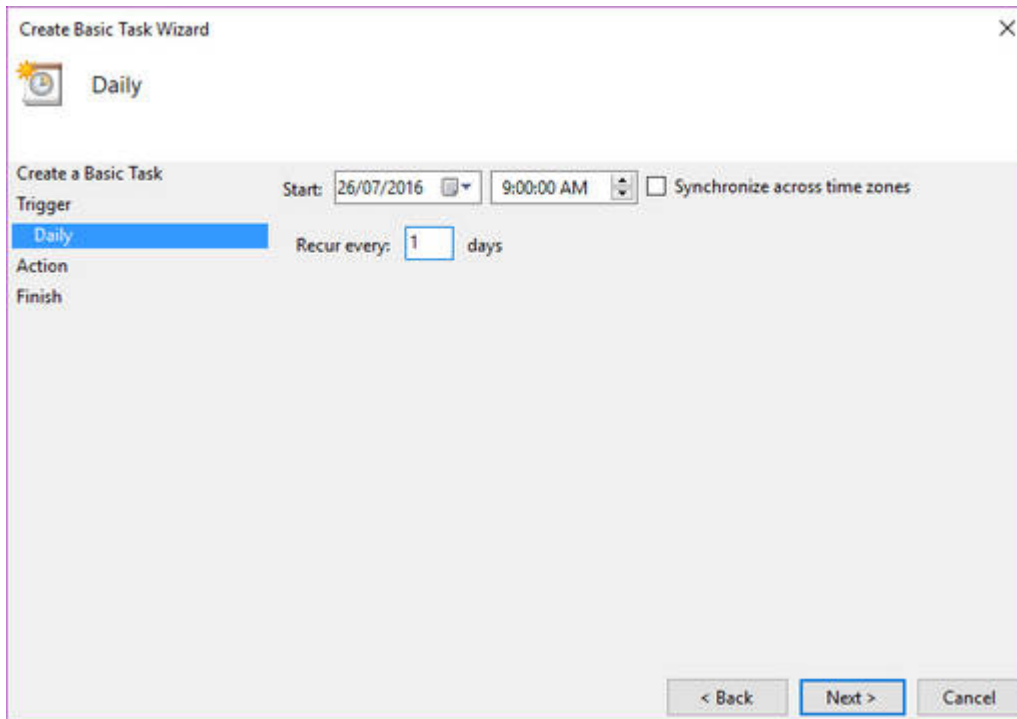 Create Basic Task Wizard
Daily
Create a Basic Task
Trigger
Daily
Action
Finish
Start: 26/07/2016 9:00:00 AM Synchronize across time zones
Recur every: 1 days
< Back Next > Cancel